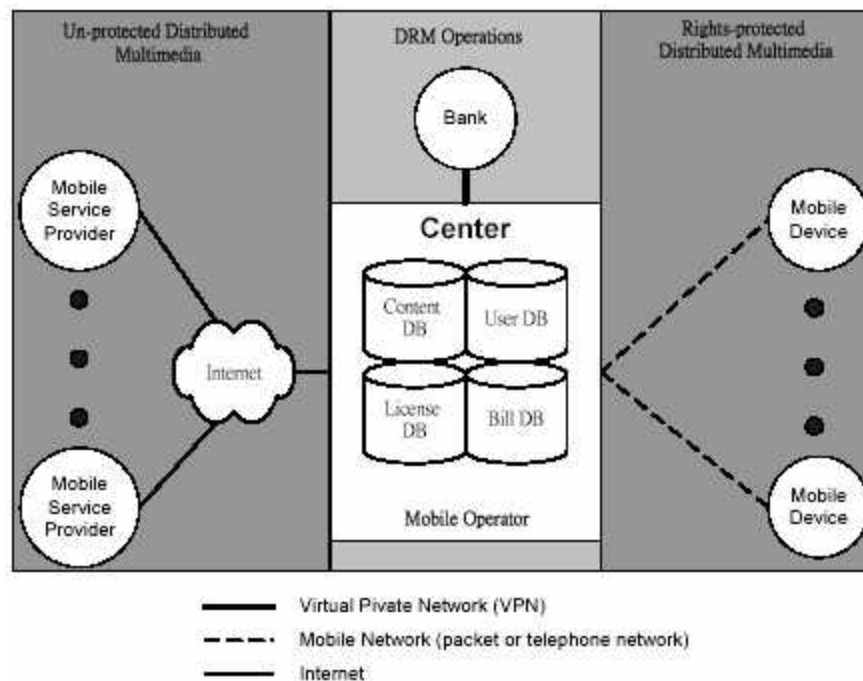 Un-protected Distributed
Multimedia
DRM Operations
Rights-protected
Distributed Multimedia
Bank
Mobile
Service
Provider
Center
Mobile
Device
Content
DB
User DB
Internet
License
DB
Bill DB
Mobile
Service
Provider
Mobile Operator
Mobile
Device
Virtual Private Network (VPN)
Mobile Network (packet or telephone network)
Internet